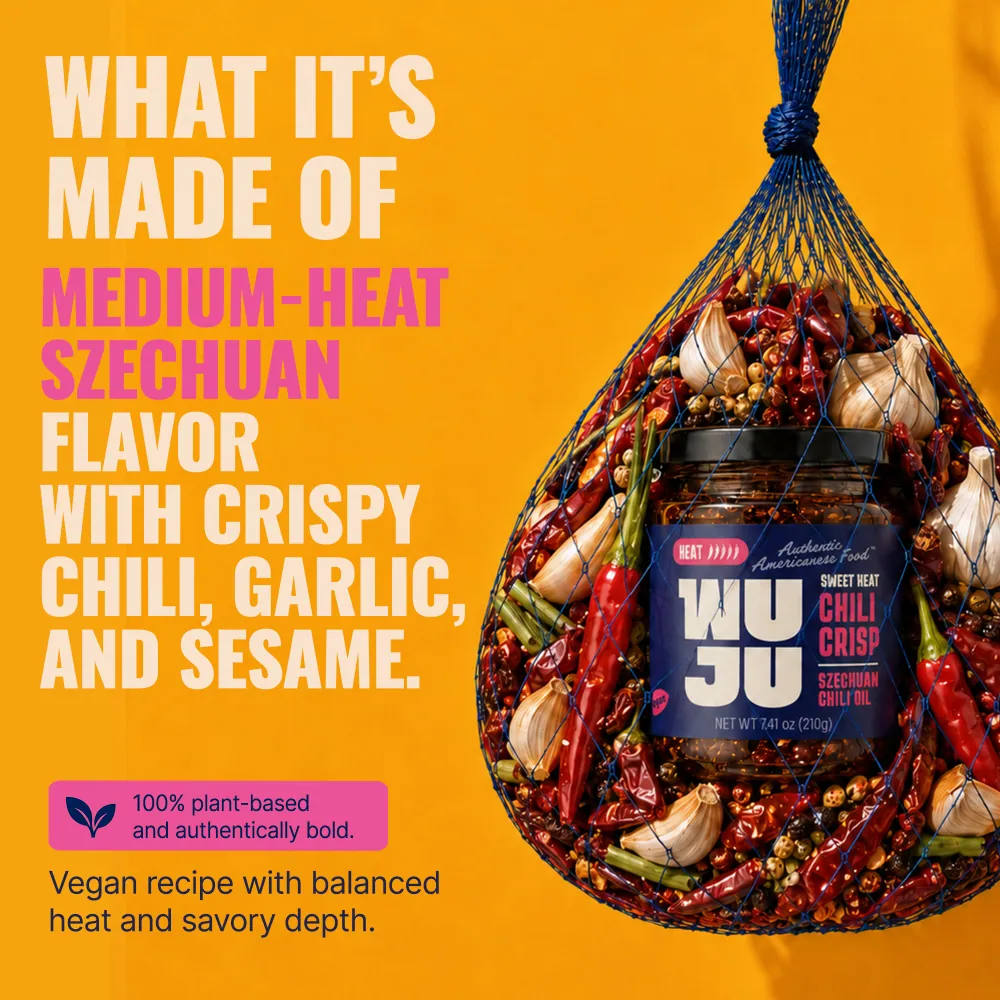 WHAT IT’S
MADE OF
MEDIUM-HEAT
SZECHUAN
FLAVOR
WITH CRISPY
CHILI, GARLIC,
AND SESAME.
100% plant-based
and authentically bold.
Vegan recipe with balanced
heat and savory depth.
HEAT
Authentic
Americanese Food™
WU
JU
SWEET HEAT
CHILI
CRISP
SZECHUAN
CHILI OIL
NET WT 7.41 oz (210g)